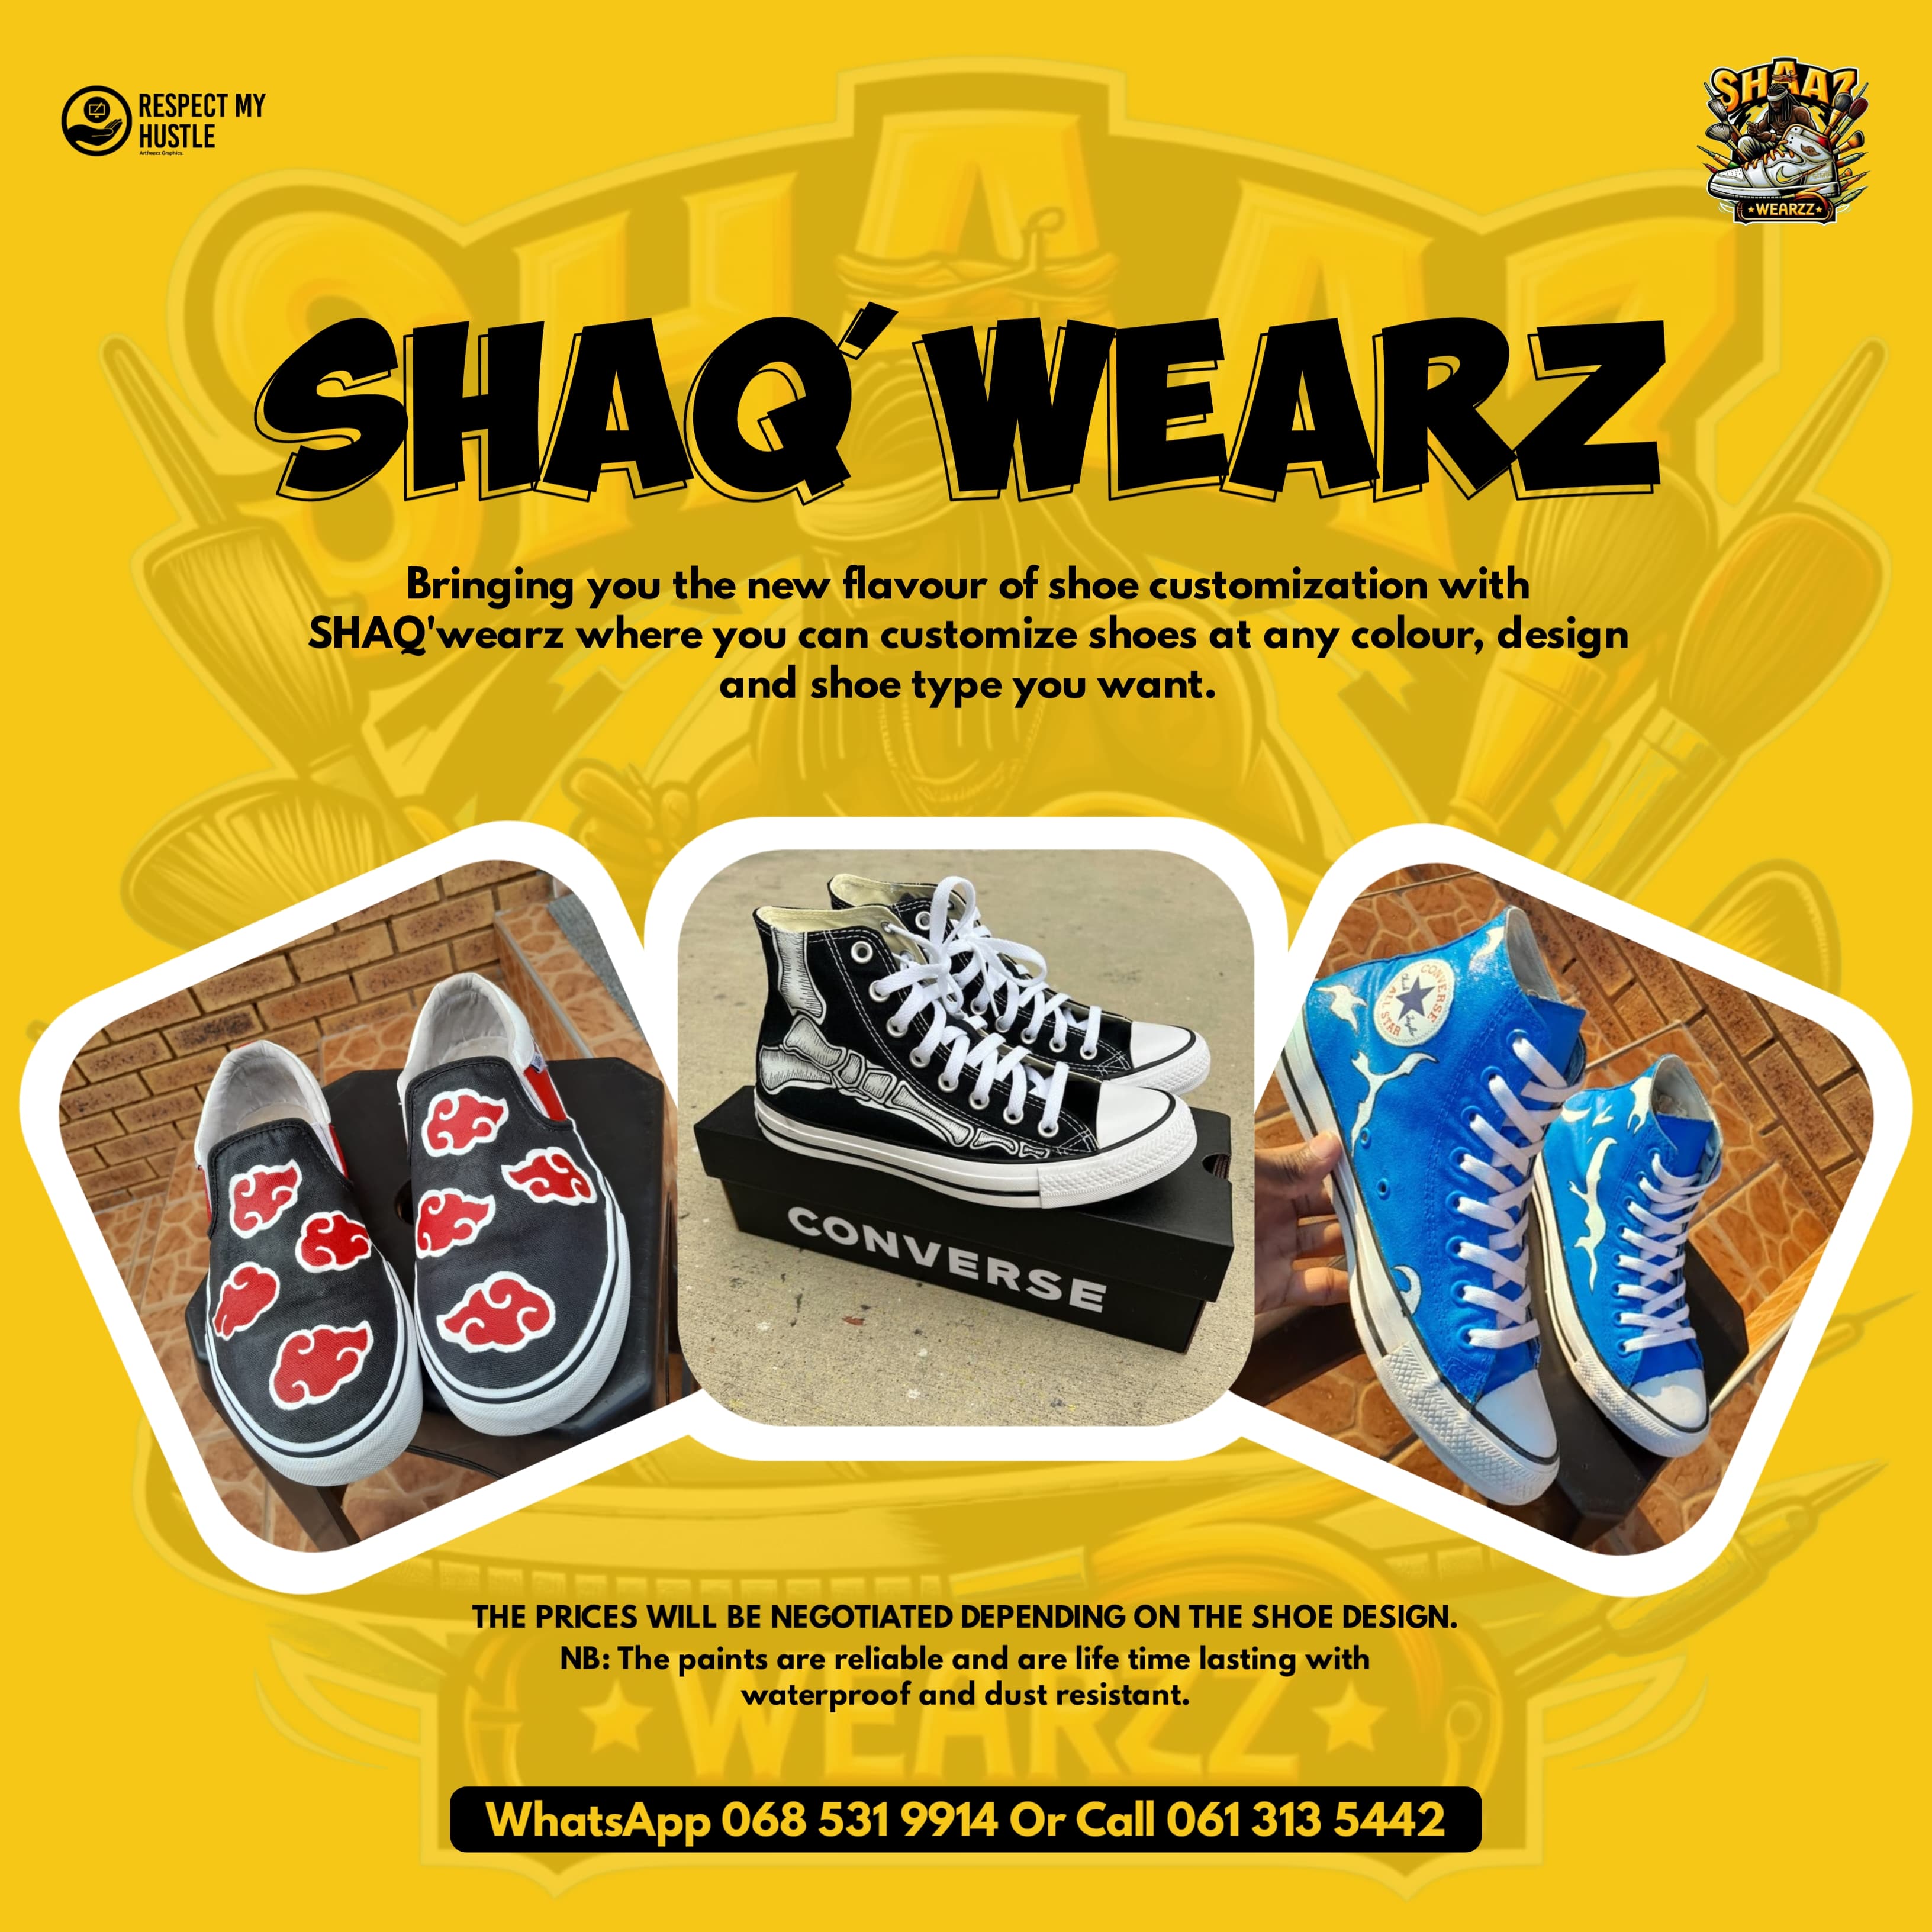 RESPECT MY
HUSTLE
Artness Graphics.
SHAAZ
★WEARZZ★
SHAQ' WEARZ
Bringing you the new flavour of shoe customization with
SHAQ'wearz where you can customize shoes at any colour, design
and shoe type you want.
CONVERSE
CONVERSE
ALL STAR
THE PRICES WILL BE NEGOTIATED DEPENDING ON THE SHOE DESIGN.
NB: The paints are reliable and are life time lasting with
waterproof and dust resistant.
★WEARZZ★
WhatsApp 068 531 9914 Or Call 061 313 5442